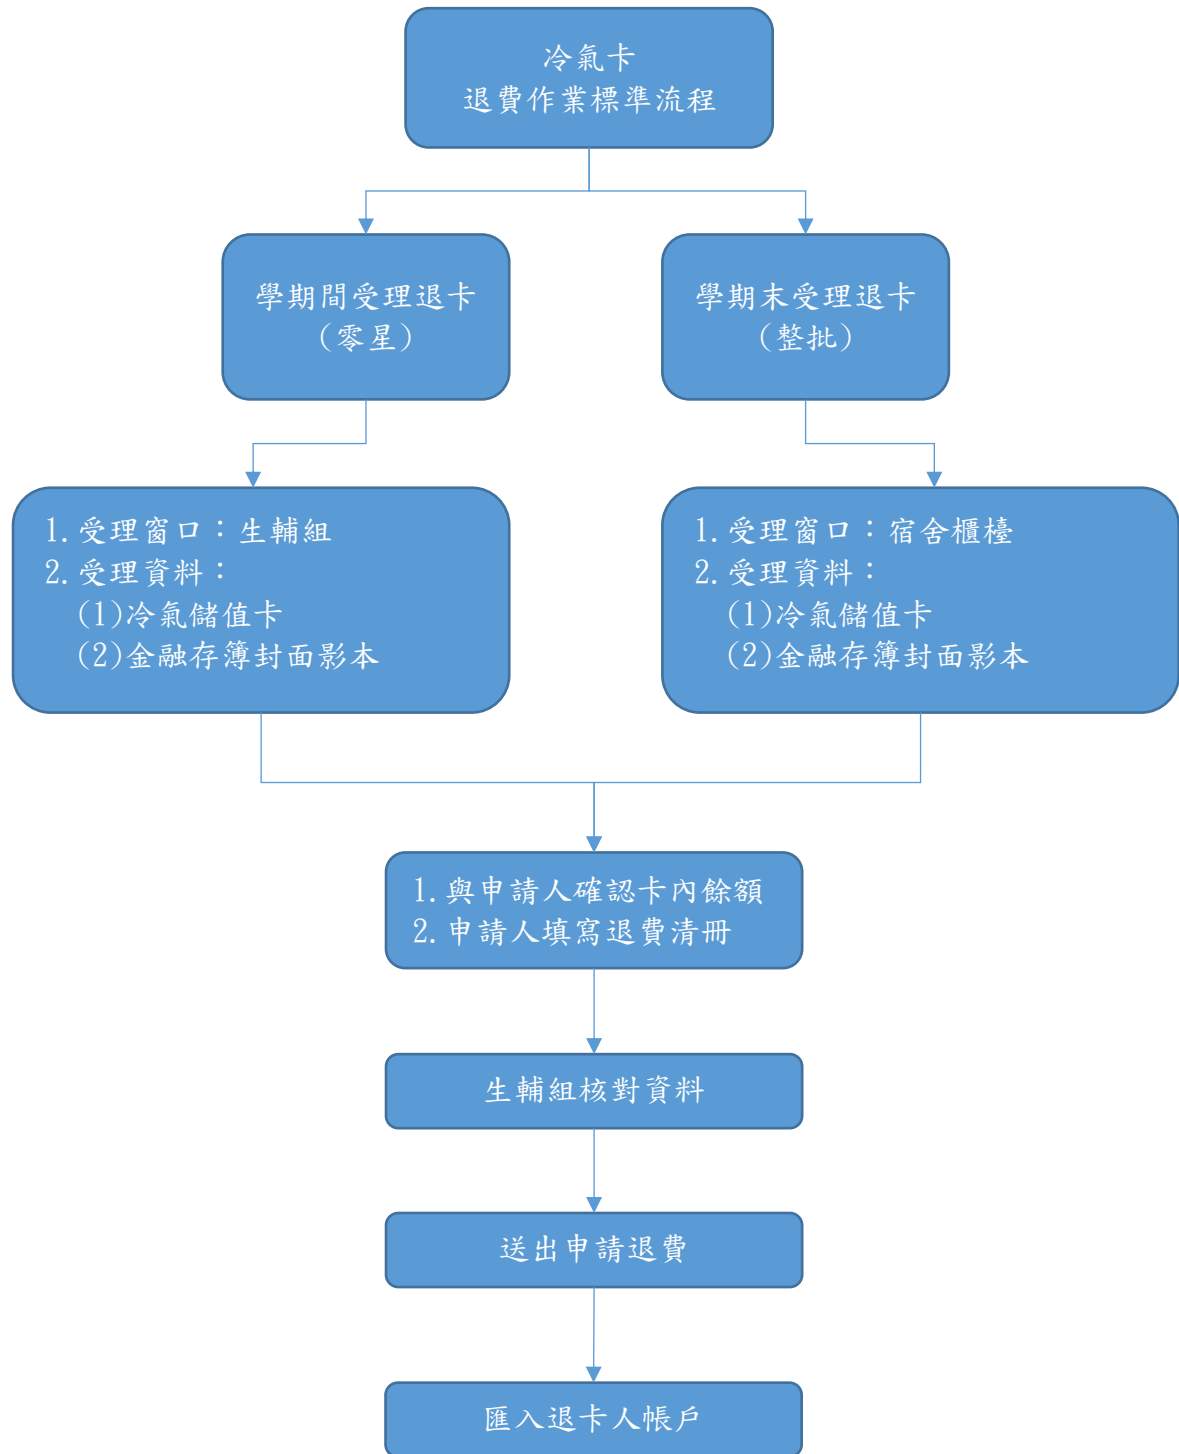 冷氣卡
退費作業標準流程
學期間受理退卡
(零星)
學期末受理退卡
(整批)
1.受理窗口：生輔組
2.受理資料：
(1)冷氣儲值卡
(2)金融存簿封面影本
1.受理窗口：宿舍櫃檯
2.受理資料：
(1)冷氣儲值卡
(2)金融存簿封面影本
1.與申請人確認卡內餘額
2.申請人填寫退費清冊
生輔組核對資料
送出申請退費
匯入退卡人帳戶